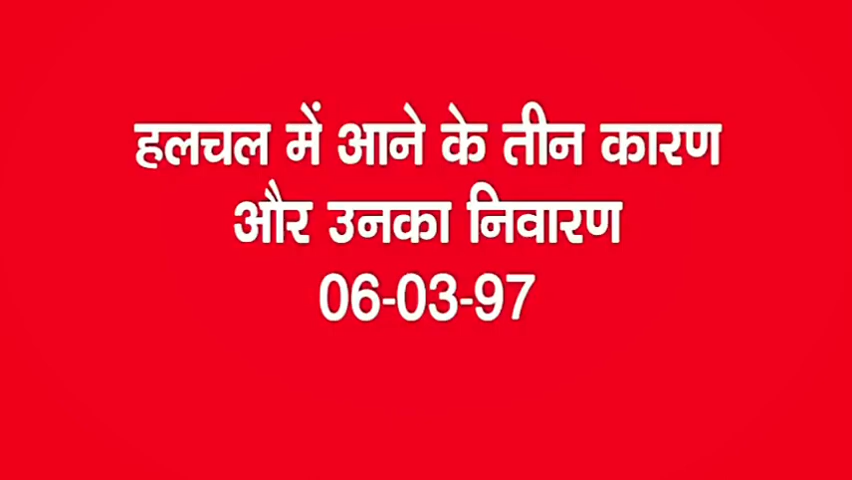 हलचल में आने के तीन कारण
और उनका निवारण
06-03-97